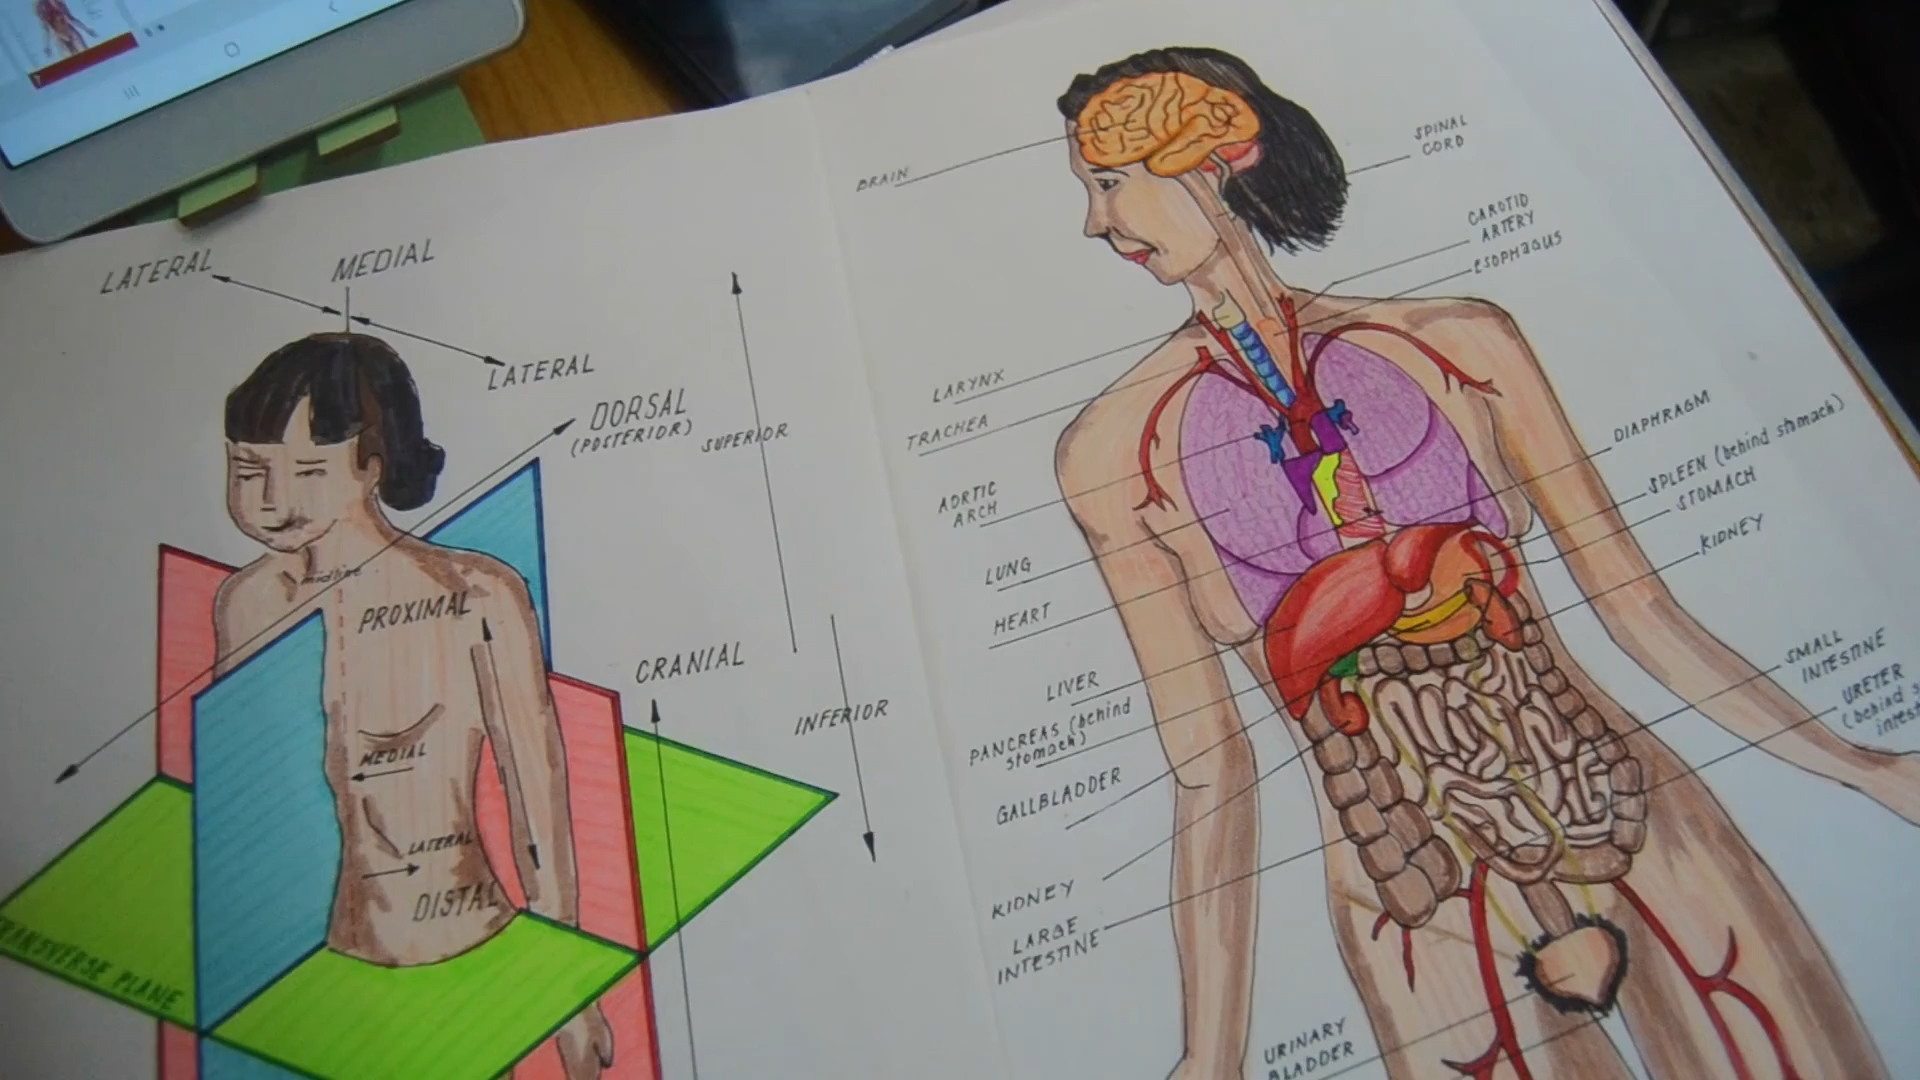 LATERAL
MEDIAL
LATERAL
DORSAL
(POSTERIOR)
SUPERIOR
midline
PROXIMAL
CRANIAL
INFERIOR
MEDIAL
LATERAL
DISTAL
TRANSVERSE PLANE
BRAIN
SPINAL
CORD
CAROTID
ARTERY
ESOPHAGUS
LARYNX
TRACHEA
AORTIC
ARCH
LUNG
HEART
DIAPHRAGM
SPLEEN (behind stomach)
STOMACH
KIDNEY
LIVER
PANCREAS (behind
stomach)
GALLBLADDER
KIDNEY
LARGE
INTESTINE
SMALL
INTESTINE
URETER
(behind
URINARY
BLADDER